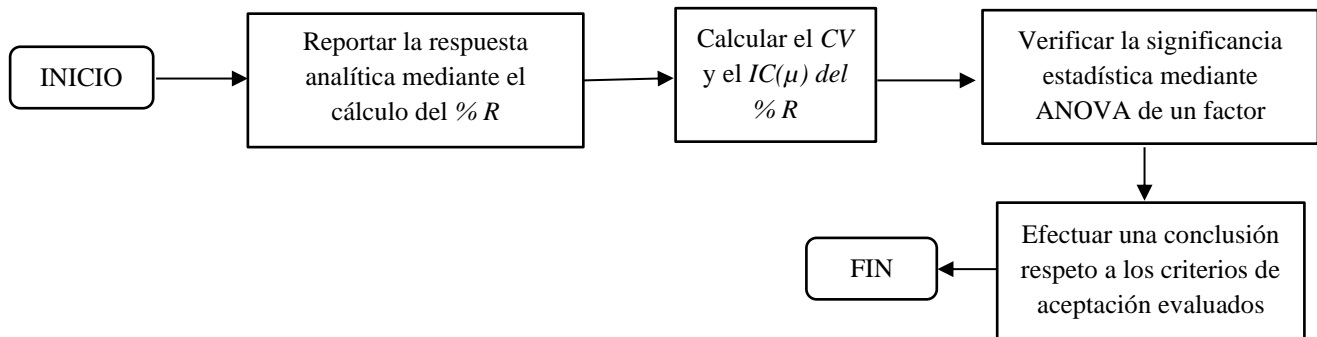 INICIO
Reportar la respuesta
analítica mediante el
cálculo del % R
Calcular el CV
y el IC(µ) del
% R
Verificar la significancia
estadística mediante
ANOVA de un factor
Efectuar una conclusión
respeto a los criterios de
aceptación evaluados
FIN